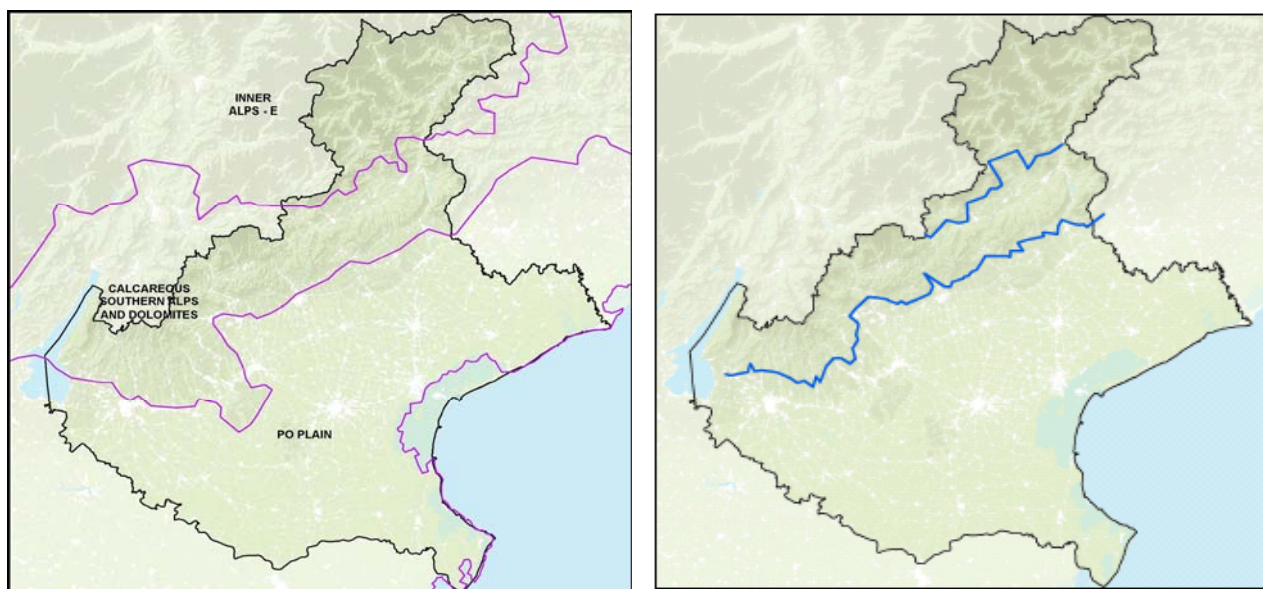 INNER
ALPS - E
CALCAREOUS
SOUTHERN ALPS
AND DOLOMITES
PO PLAIN